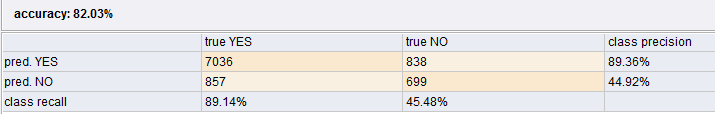 accuracy: 82.03%
true YES true NO class precision
pred. YES 7036 838 89.36%
pred. NO 857 699 44.92%
class recall 89.14% 45.48%